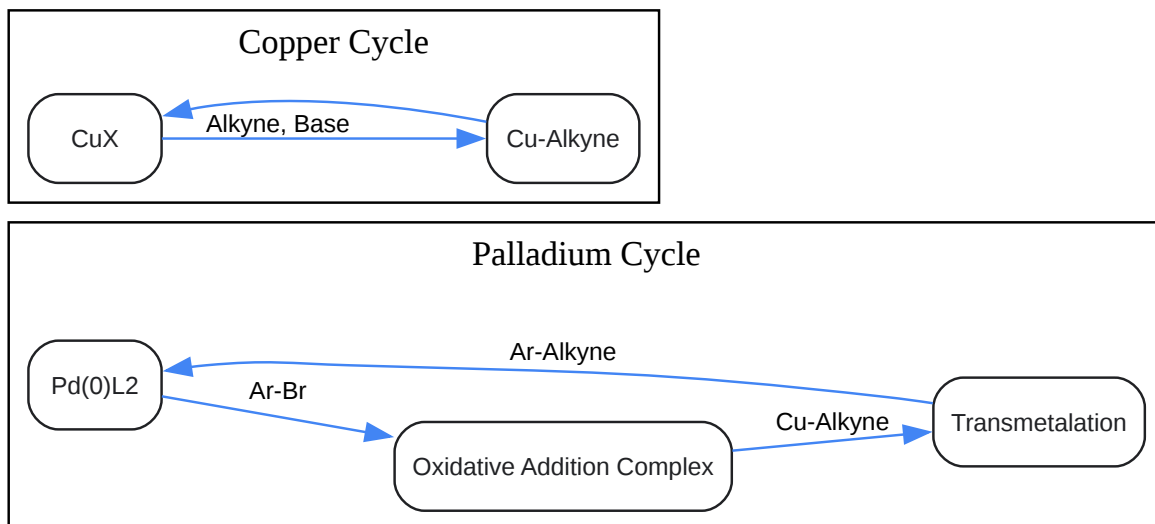 Copper Cycle
CuX
Alkyne, Base
Cu-Alkyne
Palladium Cycle
Pd(0)L2
Ar-Br
Ar-Alkyne
Oxidative Addition Complex
Cu-Alkyne
Transmetalation